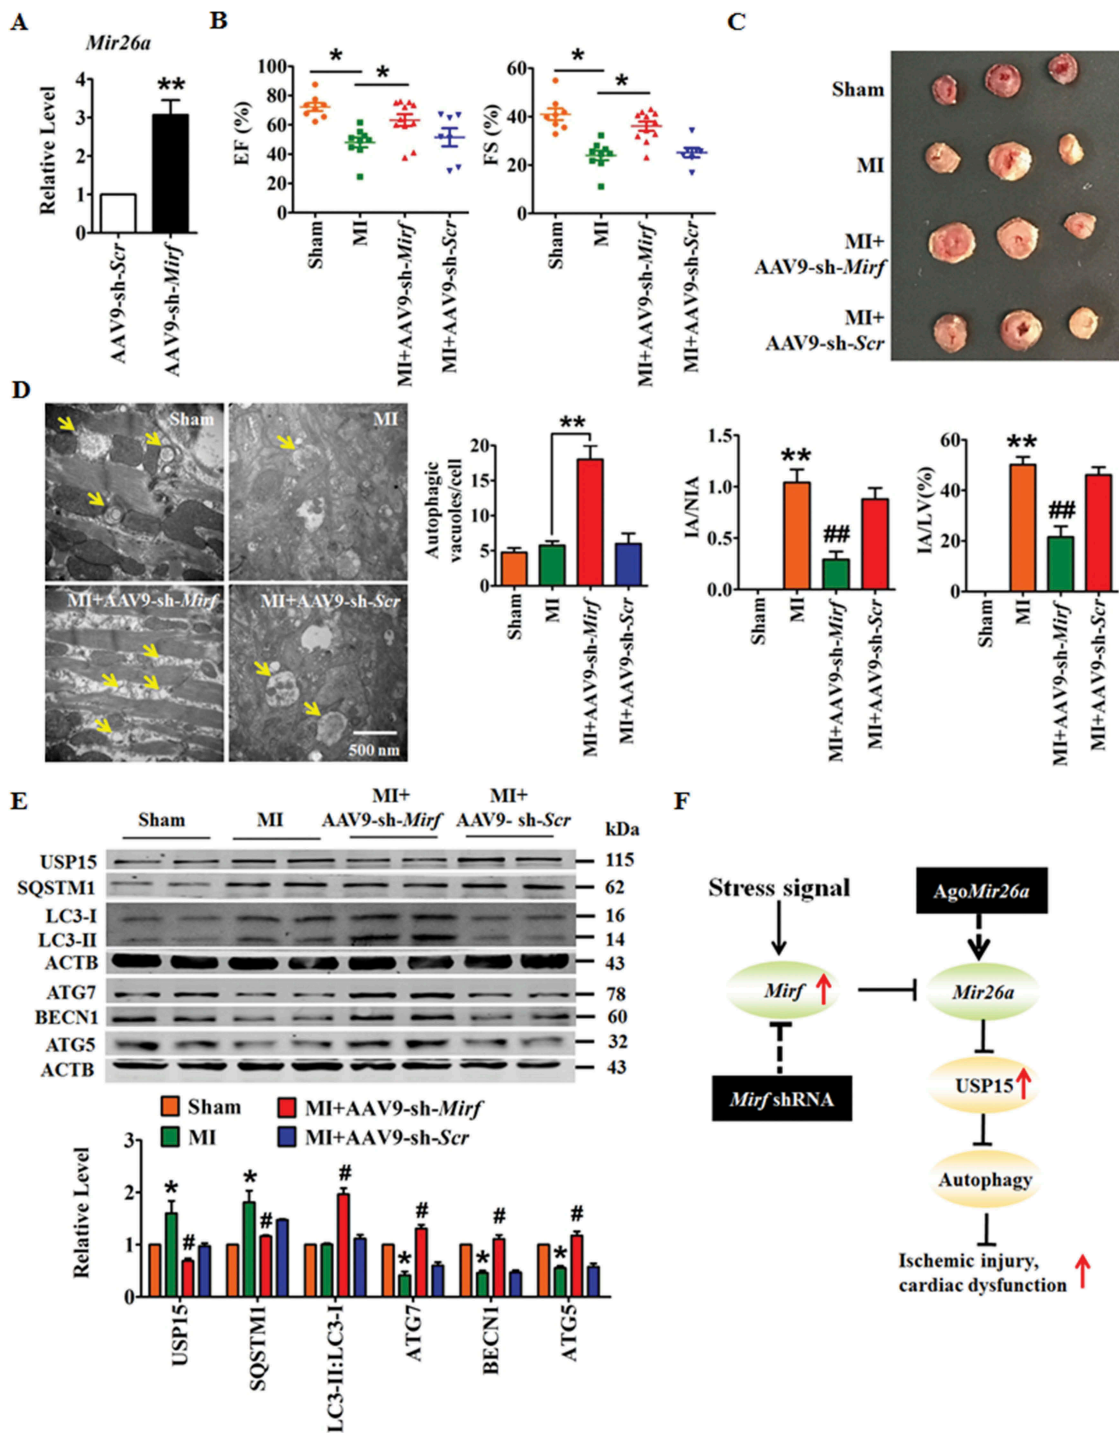 A
Mir26a
Relative Level
4
3
2
1
0
**
AAV9-sh-Scr
AAV9-sh-Mirf
B
EF (%)
100
80
60
40
20
0
*
*
Sham
MI
MI+AAV9-sh-Mirf
MI+AAV9-sh-Scr
FS (%)
60
40
20
0
*
*
Sham
MI
MI+AAV9-sh-Mirf
MI+AAV9-sh-Scr
C
Sham
MI
MI+
AAV9-sh-Mirf
MI+
AAV9-sh-Scr
IA/NIA
1.5
1.0
0.5
0.0
**
##
Sham
MI
MI+AAV9-sh-Mirf
MI+AAV9-sh-Scr
IA/LV(%)
60
40
20
0
**
##
Sham
MI
MI+AAV9-sh-Mirf
MI+AAV9-sh-Scr
D
Sham
MI
MI+AAV9-sh-Mirf
MI+AAV9-sh-Scr
500 nm
Autophagic
vacuoles/cell
20
15
10
5
0
**
Sham
MI
MI+AAV9-sh-Mirf
MI+AAV9-sh-Scr
E
Sham
MI
MI+
AAV9-sh-Mirf
MI+
AAV9- sh-Scr
kDa
USP15 115
SQSTM1 62
LC3-I 16
LC3-II 14
ACTB 43
ATG7 78
BECN1 60
ATG5 32
ACTB 43
Sham
MI+AAV9-sh-Mirf
MI
MI+AAV9-sh-Scr
Relative Level
3
2
1
0
* # * # # * # * # * #
USP15
SQSTM1
LC3-II:LC3-I
ATG7
BECN1
ATG5
F
Stress signal
AgoMir26a
Mirf
Mir26a
Mirf shRNA
USP15
Autophagy
Ischemic injury,
cardiac dysfunction